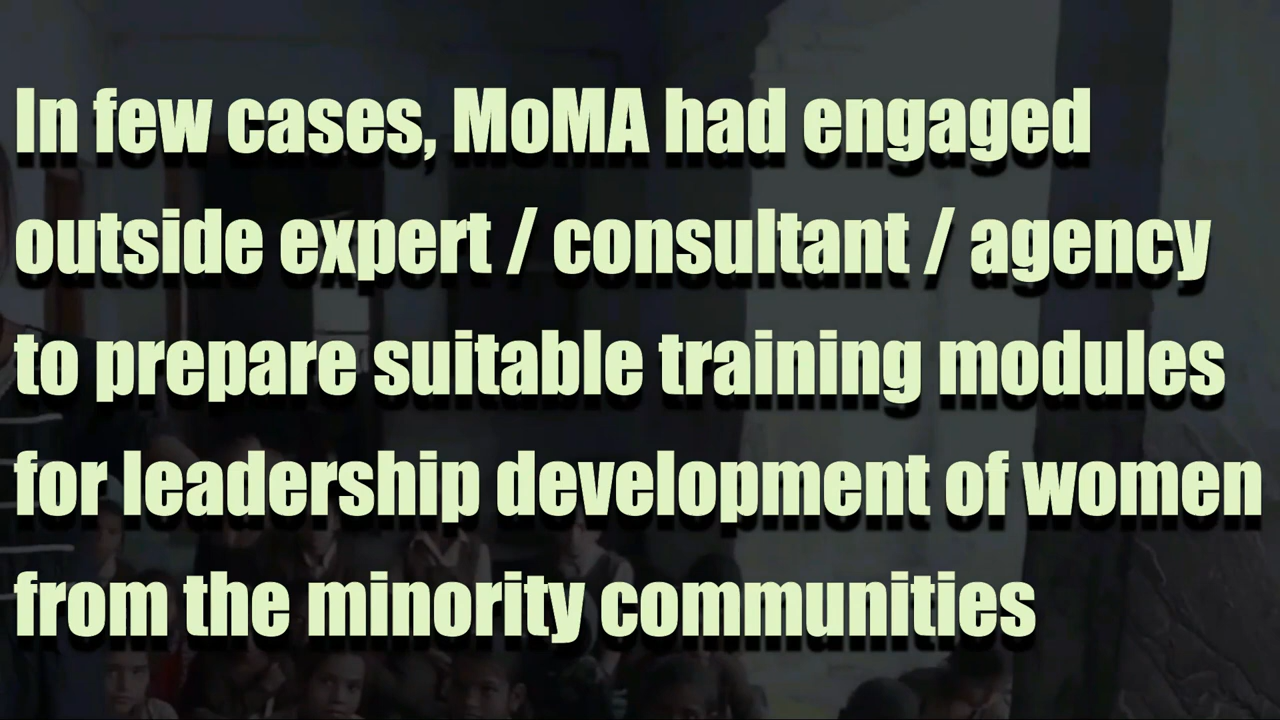 In few cases, MoMA had engaged
outside expert / consultant / agency
to prepare suitable training modules
for leadership development of women
from the minority communities